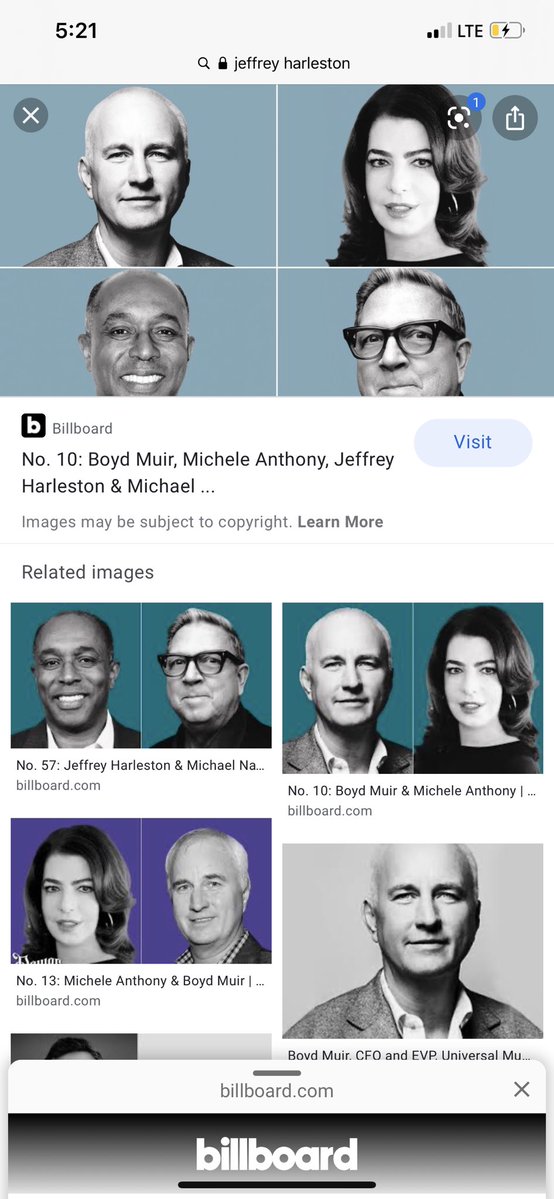 5:21
LTE
jeffrey harleston
1
b Billboard
Visit
No. 10: Boyd Muir, Michele Anthony, Jeffrey
Harleston & Michael ...
Images may be subject to copyright. Learn More
Related images
No. 57: Jeffrey Harleston & Michael Na...
billboard.com
No. 10: Boyd Muir & Michele Anthony | ...
billboard.com
No. 13: Michele Anthony & Boyd Muir | ...
billboard.com
Boyd Muir, CFO and EVP, Universal Mu...
billboard.com
billboard